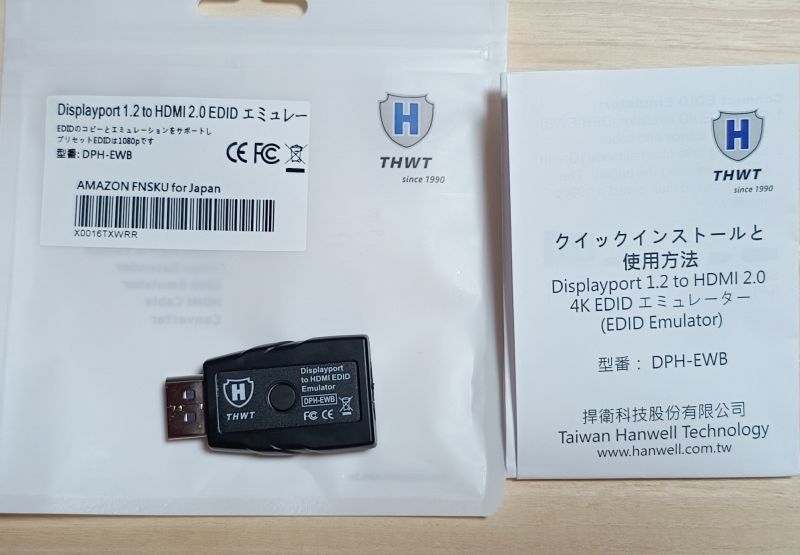 Displayport 1.2 to HDMI 2.0 EDID エミュレー
EDIDのコピーとエミュレーションをサポートし
プリセットEDIDは1080pです
型番: DPH-EWB
CE FC
AMAZON FNSKU for Japan
X0016TXWRR
H
THWT
since 1990
HDMI Cable
Converter
H
THWT
Displayport
to HDMI EDID
Emulator
DPH-EWB
FC CE
H
THWT
since 1990
クイックインストールと
使用方法
Displayport 1.2 to HDMI 2.0
4K EDID エミュレーター
(EDID Emulator)
型番： DPH-EWB
捍衛科技股份有限公司
Taiwan Hanwell Technology
www.hanwell.com.tw